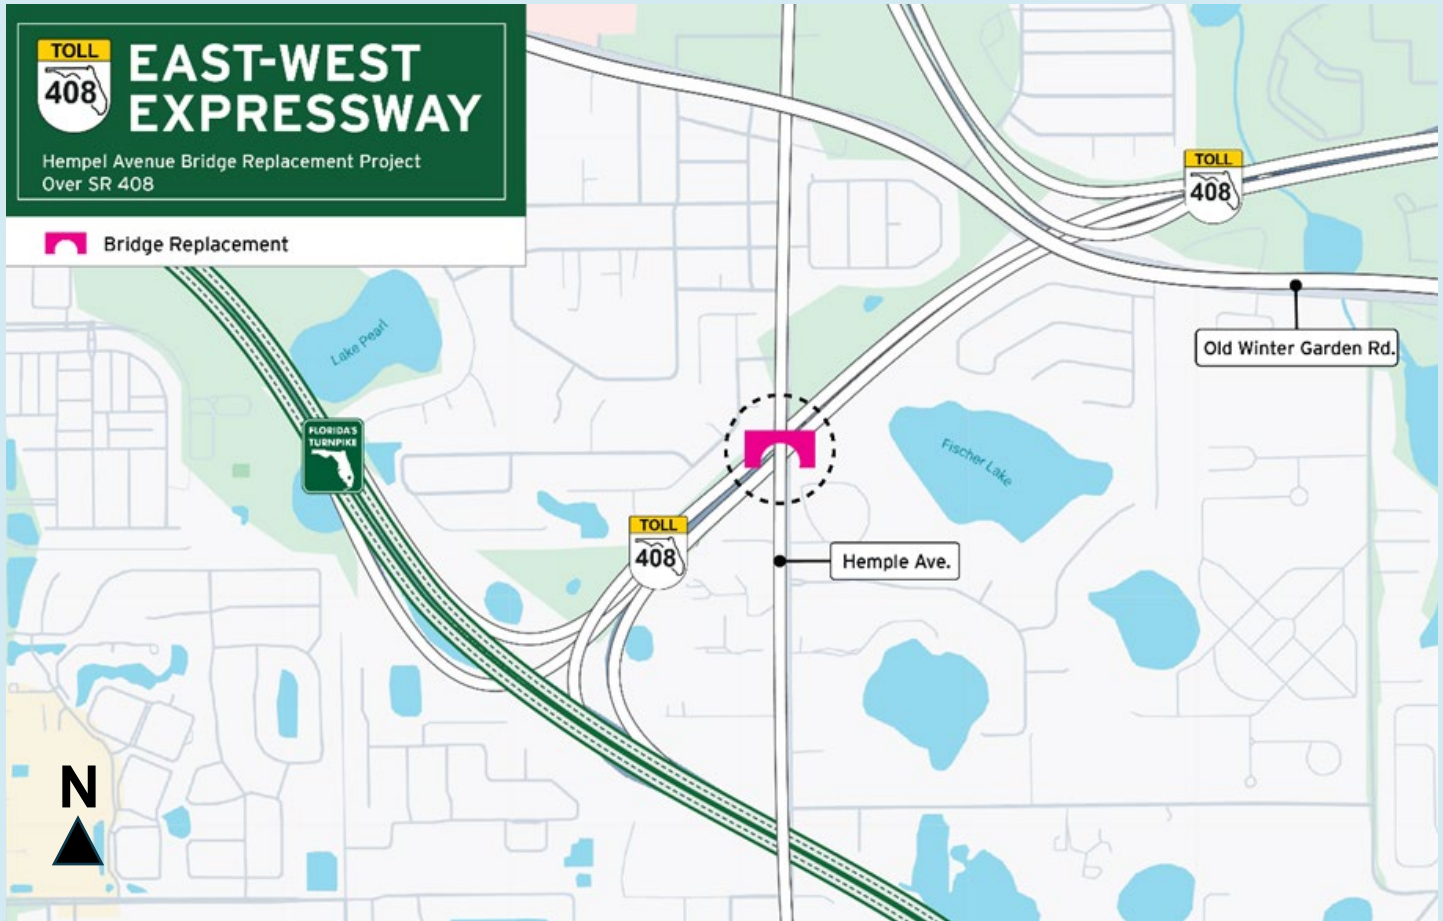 TOLL
408
EAST-WEST
EXPRESSWAY
Hempel Avenue Bridge Replacement Project
Over SR 408
Bridge Replacement
TOLL
408
Old Winter Garden Rd.
Lake Pearl
FLORIDA'S
TURNPIKE
Fischer Lake
TOLL
408
Hemple Ave.
N